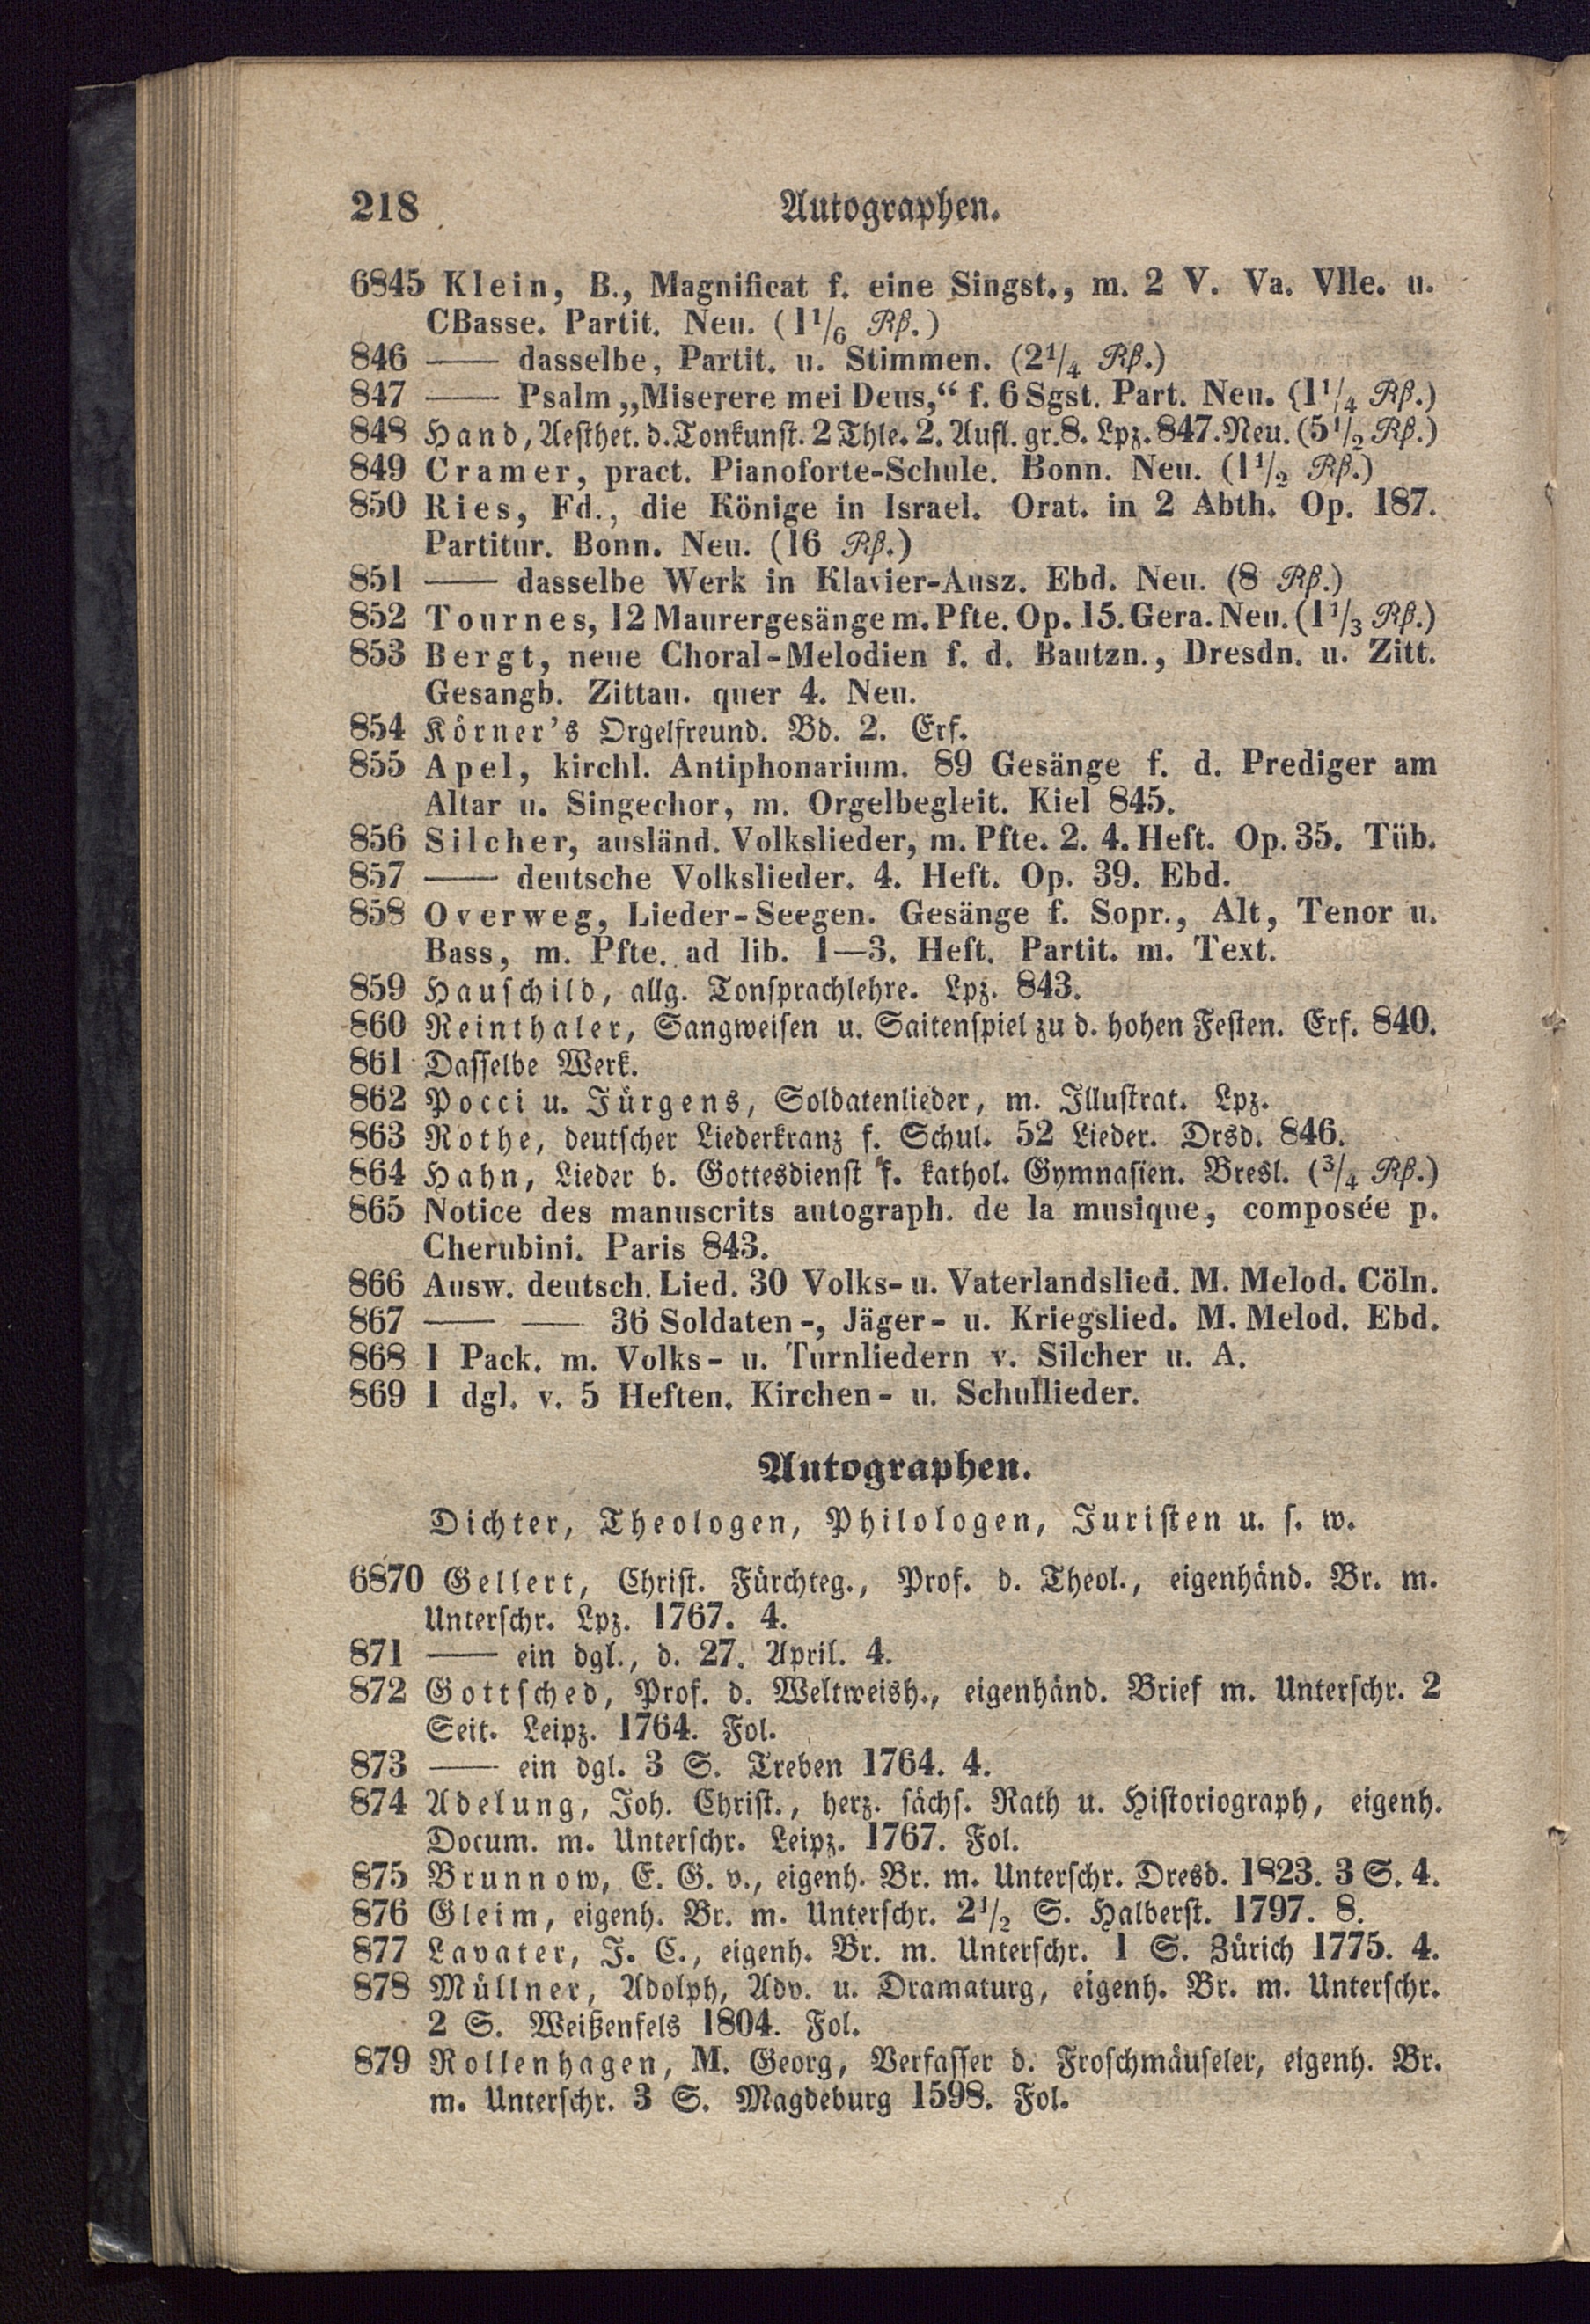 218 Autographen.
6845 Klein, B., Magnificat f. eine Singst., m. 2 V. Va. Vlle. u.
CBasse. Partit. Neu. (1 1/6 Rß.)
846 —— dasselbe, Partit. u. Stimmen. (2 1/4 Rß.)
847 —— Psalm „Miserere mei Deus,“ f. 6 Sgst. Part. Neu. (1 1/4 Rß.)
848 Hand, Aesthet. d. Tonkunst. 2 Thle. 2. Aufl. gr. 8. Lpz. 847. Neu. (5 1/2 Rß.)
849 Cramer, pract. Pianoforte-Schule. Bonn. Neu. (1 1/2 Rß.)
850 Ries, Fd., die Könige in Israel. Orat. in 2 Abth. Op. 187.
Partitur. Bonn. Neu. (16 Rß.)
851 —— dasselbe Werk in Klavier-Ausz. Ebd. Neu. (8 Rß.)
852 Tournes, 12 Maurergesänge m. Pfte. Op. 15. Gera. Neu. (1 1/3 Rß.)
853 Bergt, neue Choral-Melodien f. d. Bautzn., Dresdn. u. Zitt.
Gesangb. Zittau. quer 4. Neu.
854 Körner's Orgelfreund. Bd. 2. Erf.
855 Apel, kirchl. Antiphonarium. 89 Gesänge f. d. Prediger am
Altar u. Singechor, m. Orgelbegleit. Kiel 845.
856 Silcher, ausländ. Volkslieder, m. Pfte. 2. 4. Heft. Op. 35. Tüb.
857 —— deutsche Volkslieder. 4. Heft. Op. 39. Ebd.
858 Overweg, Lieder-Seegen. Gesänge f. Sopr., Alt, Tenor u.
Bass, m. Pfte. ad lib. 1—3. Heft. Partit. m. Text.
859 Hauschild, allg. Tonsprachlehre. Lpz. 843.
860 Reinthaler, Sangweisen u. Saitenspiel zu d. hohen Festen. Erf. 840.
861 Dasselbe Werk.
862 Pocci u. Jürgens, Soldatenlieder, m. Illustrat. Lpz.
863 Rothe, deutscher Liederkranz f. Schul. 52 Lieder. Drsd. 846.
864 Hahn, Lieder b. Gottesdienst f. kathol. Gymnasien. Bresl. (3/4 Rß.)
865 Notice des manuscrits autograph. de la musique, composée p.
Cherubini. Paris 843.
866 Ausw. deutsch. Lied. 30 Volks- u. Vaterlandslied. M. Melod. Cöln.
867 —— —— 36 Soldaten-, Jäger- u. Kriegslied. M. Melod. Ebd.
868 1 Pack. m. Volks- u. Turnliedern v. Silcher u. A.
869 1 dgl. v. 5 Heften. Kirchen- u. Schullieder.
Autographen.
Dichter, Theologen, Philologen, Juristen u. s. w.
6870 Gellert, Christ. Fürchteg., Prof. d. Theol., eigenhänd. Br. m.
Unterschr. Lpz. 1767. 4.
871 —— ein dgl., d. 27. April. 4.
872 Gottsched, Prof. d. Weltweish., eigenhänd. Brief m. Unterschr. 2
Seit. Leipz. 1764. Fol.
873 —— ein dgl. 3 S. Treben 1764. 4.
874 Adelung, Joh. Christ., herz. sächs. Rath u. Historiograph, eigenh.
Docum. m. Unterschr. Leipz. 1767. Fol.
875 Brunnow, E. G. v., eigenh. Br. m. Unterschr. Dresd. 1823. 3 S. 4.
876 Gleim, eigenh. Br. m. Unterschr. 2 1/2 S. Halberst. 1797. 8.
877 Lavater, J. C., eigenh. Br. m. Unterschr. 1 S. Zürich 1775. 4.
878 Müllner, Adolph, Adv. u. Dramaturg, eigenh. Br. m. Unterschr.
2 S. Weißenfels 1804. Fol.
879 Rollenhagen, M. Georg, Verfasser d. Froschmäuseler, eigenh. Br.
m. Unterschr. 3 S. Magdeburg 1598. Fol.